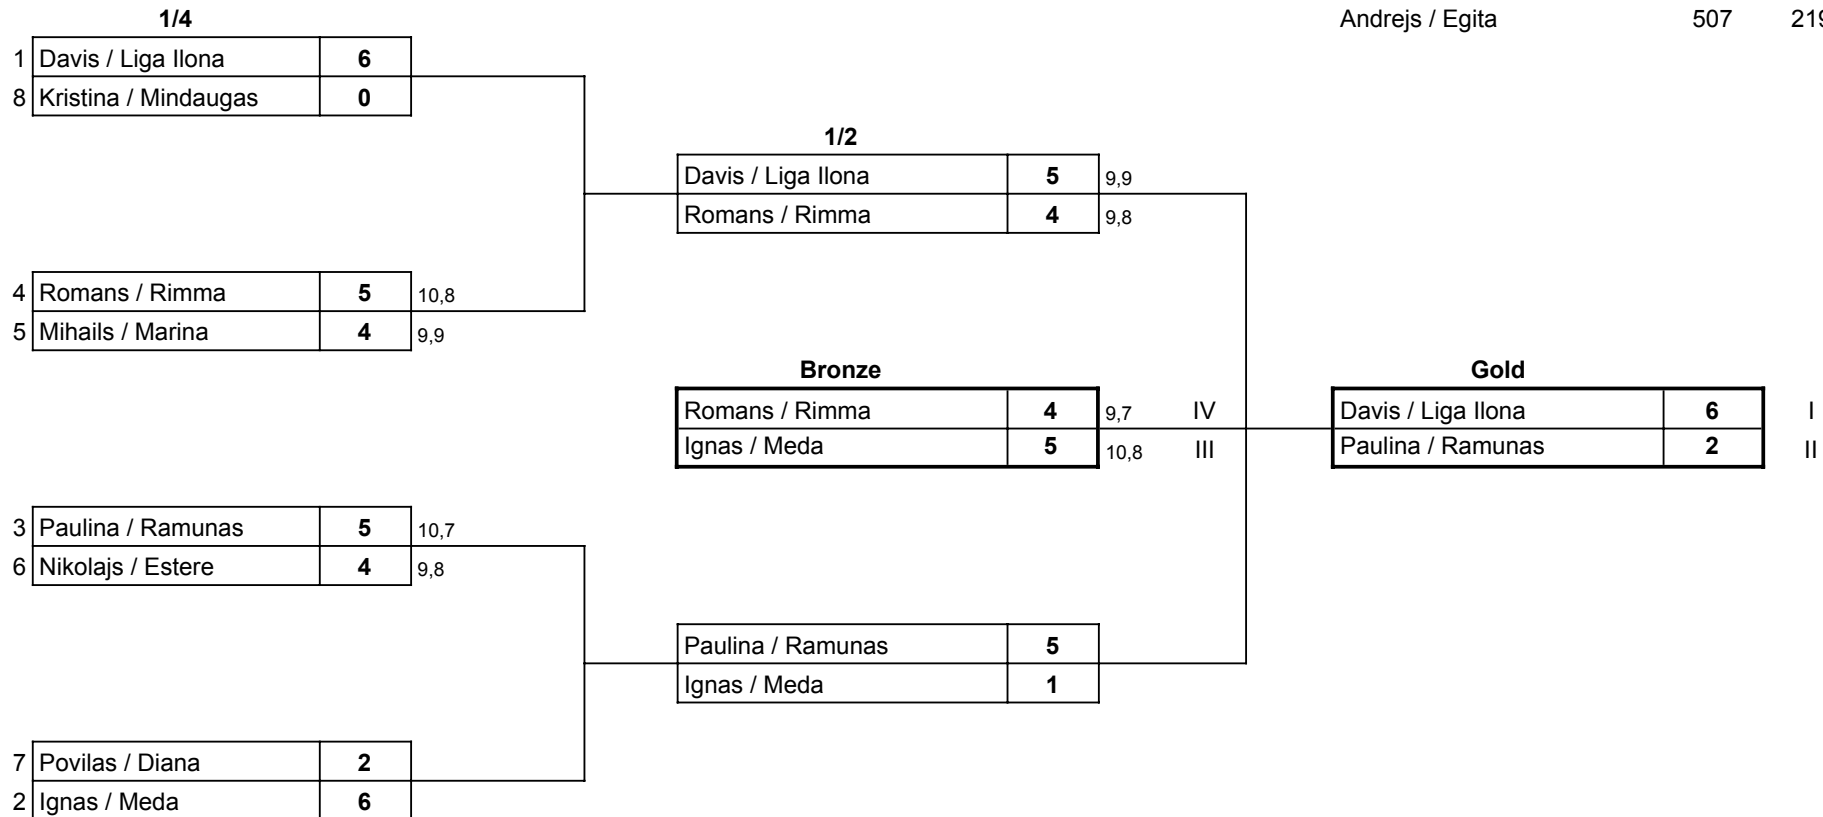 1/4
Andrejs / Egita 507 219
1 Davis / Liga Ilona 6
8 Kristina / Mindaugas 0
1/2
Davis / Liga Ilona 5 9,9
Romans / Rimma 4 9,8
4 Romans / Rimma 5 10,8
5 Mihails / Marina 4 9,9
Bronze Gold
Romans / Rimma 4 9,7 IV Davis / Liga Ilona 6 I
Ignas / Meda 5 10,8 III Paulina / Ramunas 2 II
3 Paulina / Ramunas 5 10,7
6 Nikolajs / Estere 4 9,8
Paulina / Ramunas 5
Ignas / Meda 1
7 Povilas / Diana 2
2 Ignas / Meda 6